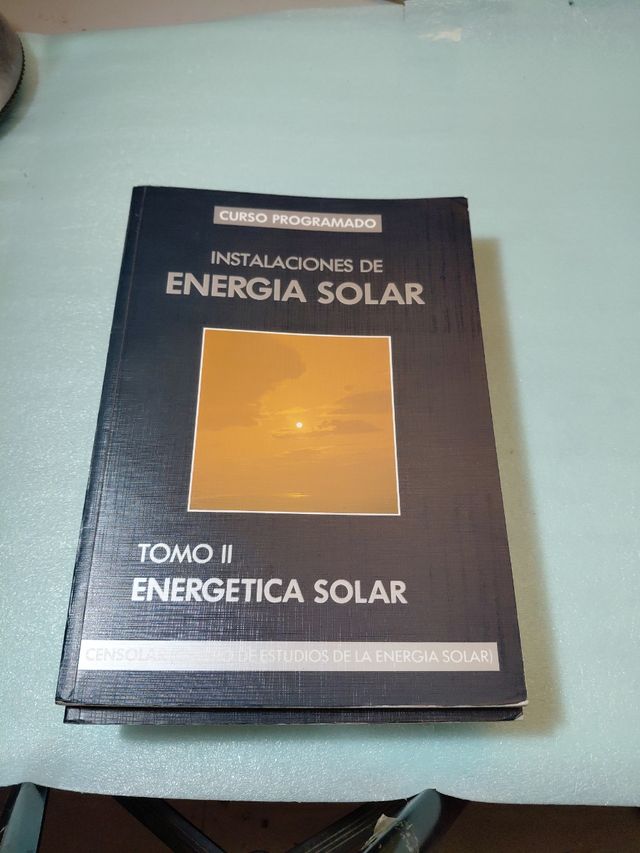 CURSO PROGRAMADO
INSTALACIONES DE
ENERGIA SOLAR
TOMO II
ENERGETICA SOLAR
CENSOLAR DE ESTUDIOS DE LA ENERGIA SOLAR)